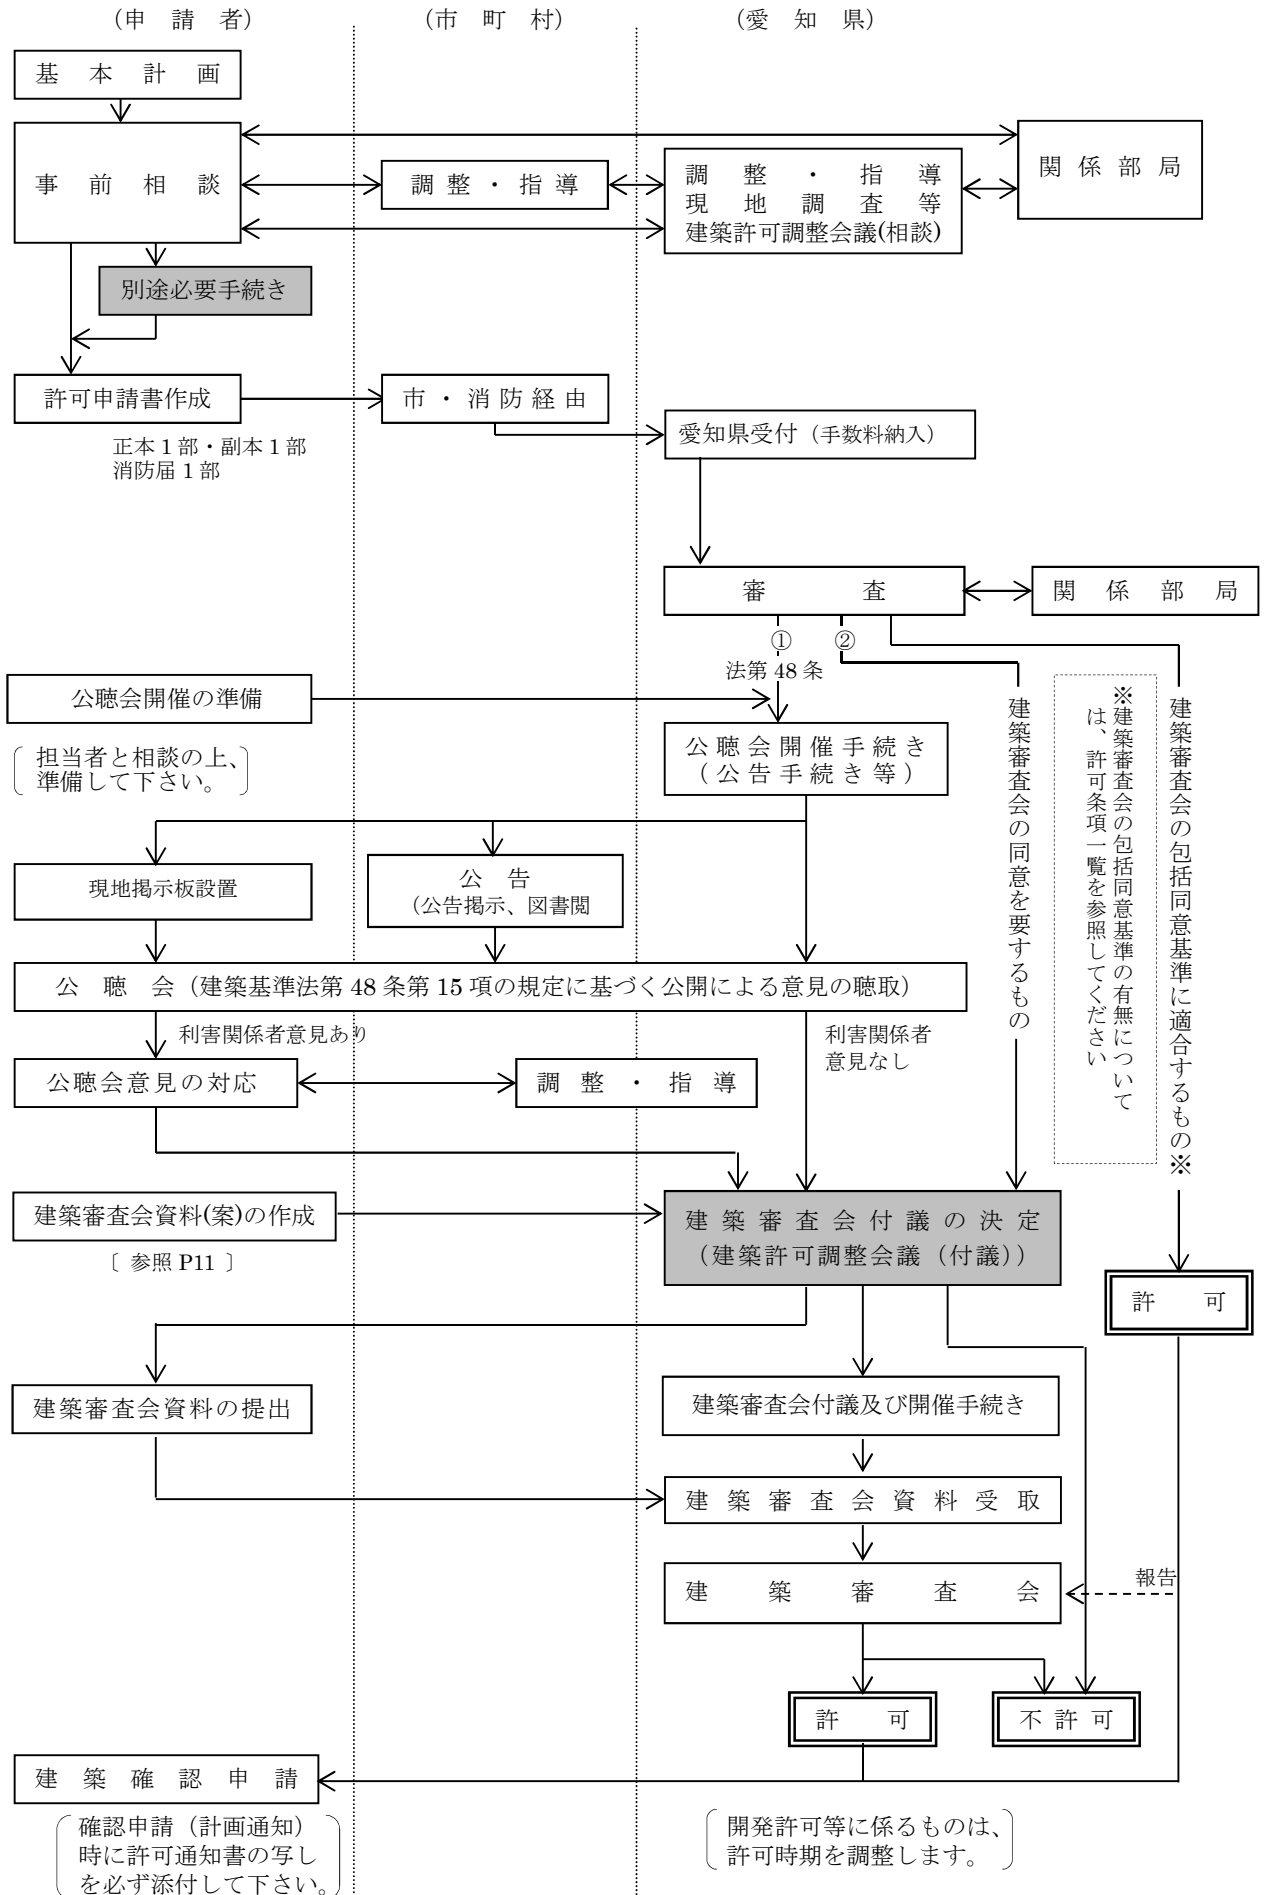 （申　請　者）
（市　町　村）
（愛　知　県）
基本計画
事前相談
調整・指導
調整・指導
現地調査等
建築許可調整会議(相談)
関係部局
別途必要手続き
許可申請書作成
市・消防経由
正本1部・副本1部
消防届1部
愛知県受付（手数料納入）
審査
関係部局
①
②
法第48条
公聴会開催の準備
担当者と相談の上、
準備して下さい。
公聴会開催手続き
（公告手続き等）
建築審査会の同意を要するもの
※建築審査会の包括同意基準の有無について
は、許可条項一覧を参照してください
建築審査会の包括同意基準に適合するもの※
現地掲示板設置
公　告
（公告掲示、図書閲
公　聴　会（建築基準法第48条第15項の規定に基づく公開による意見の聴取）
利害関係者意見あり
利害関係者
意見なし
公聴会意見の対応
調整・指導
建築審査会資料(案)の作成
〔 参照 P11 〕
建築審査会付議の決定
（建築許可調整会議（付議））
許可
建築審査会資料の提出
建築審査会付議及び開催手続き
建築審査会資料受取
建築審査会
報告
許可
不許可
建築確認申請
確認申請（計画通知）
時に許可通知書の写し
を必ず添付して下さい。
開発許可等に係るものは、
許可時期を調整します。